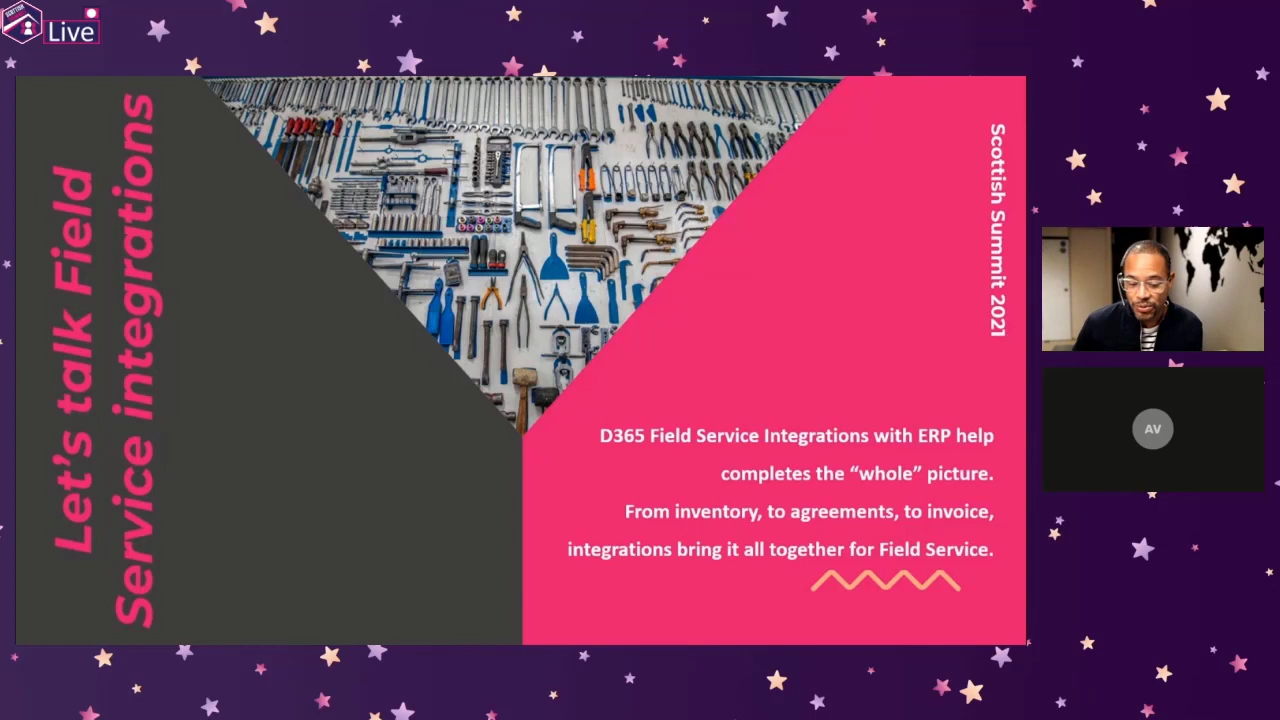 SCOTTISH
Live
Let's talk Field
Service integrations
Scottish Summit 2021
D365 Field Service Integrations with ERP help
completes the “whole” picture.
From inventory, to agreements, to invoice,
integrations bring it all together for Field Service.
AV